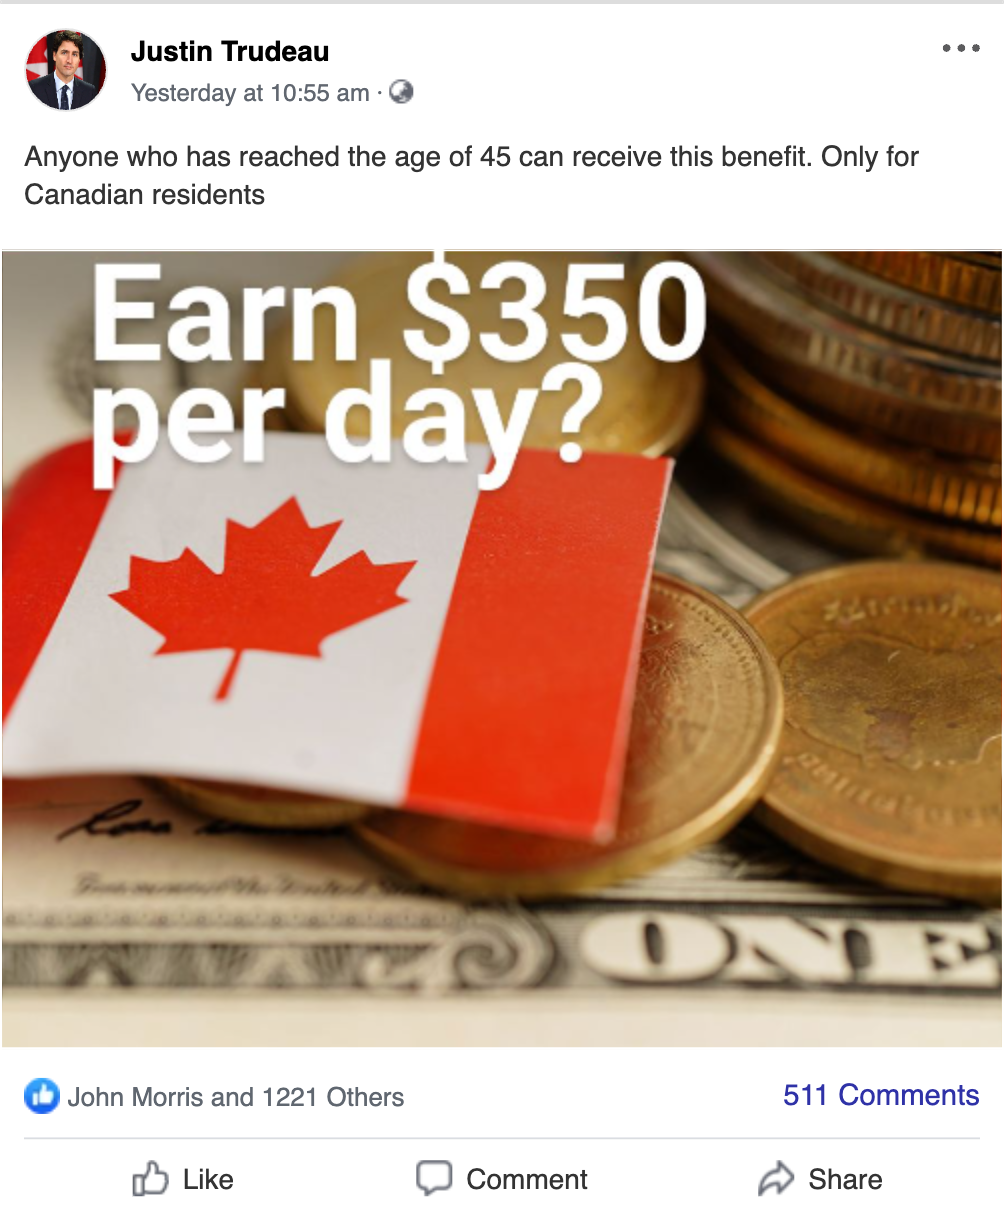 Justin Trudeau
Yesterday at 10:55 am ·
Anyone who has reached the age of 45 can receive this benefit. Only for
Canadian residents
Earn $350
per day?
ONE
John Morris and 1221 Others
511 Comments
Like
Comment
Share